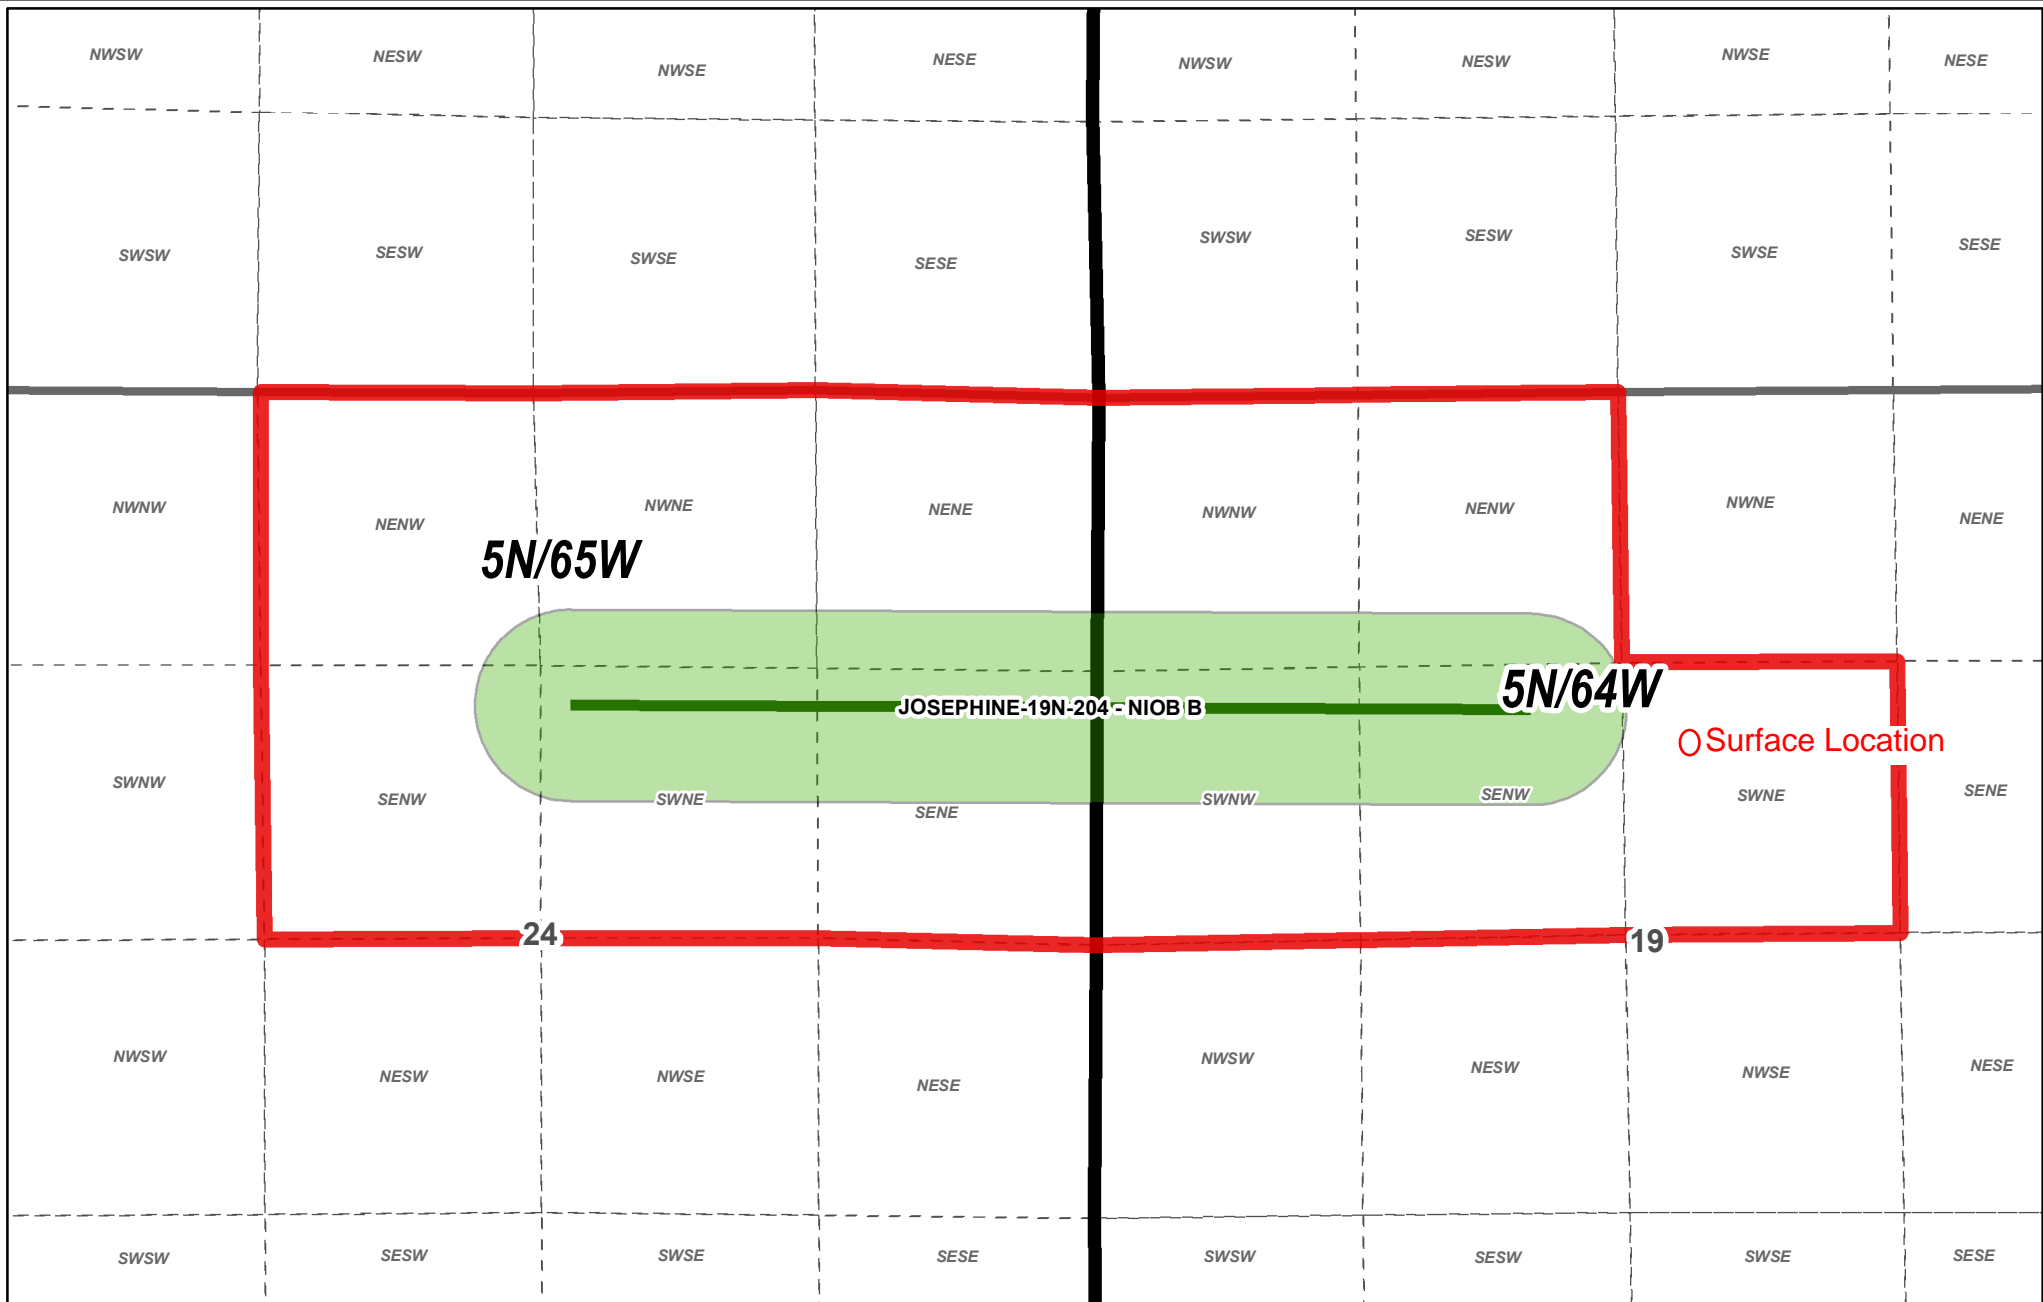 NWSW NESW NWSE NESE NWSW NESW NWSE NESE
SWSW SESW SWSE SESE SWSW SESW SWSE SESE
NWNW NENW NWNE NENE NWNW NENW NWNE NENE
5N/65W
5N/64W
JOSEPHINE-19N-204 - NIOB B
Surface Location
SWNW SENW SWNE SENE SWNW SENW SWNE SENE
24 19
NWSW NESW NWSE NESE NWSW NESW NWSE NESE
SWSW SESW SWSE SESE SWSW SESW SWSE SESE